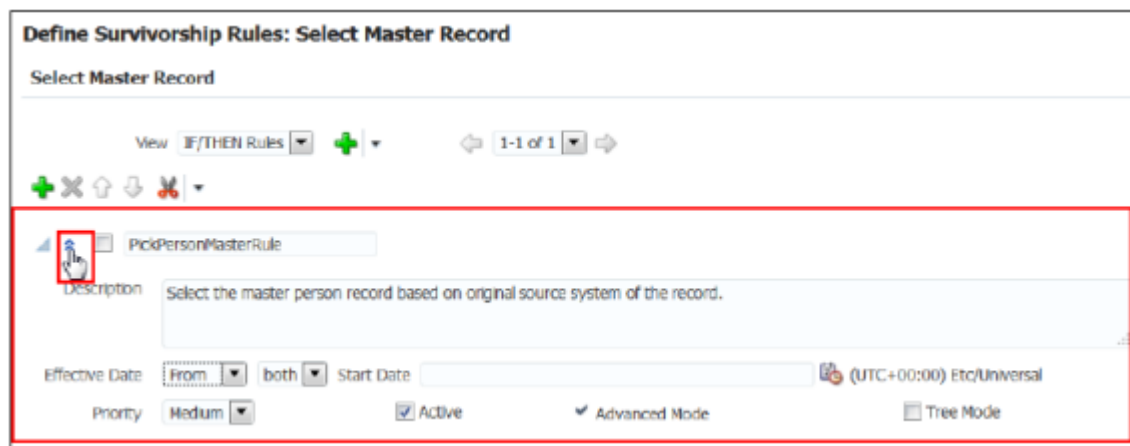 Define Survivorship Rules: Select Master Record
Select Master Record
View IF/THEN Rules 1-1 of 1
PickPersonMasterRule
Description Select the master person record based on original source system of the record.
Effective Date From both Start Date (UTC+00:00) Etc/Universal
Priority Medium Active Advanced Mode Tree Mode